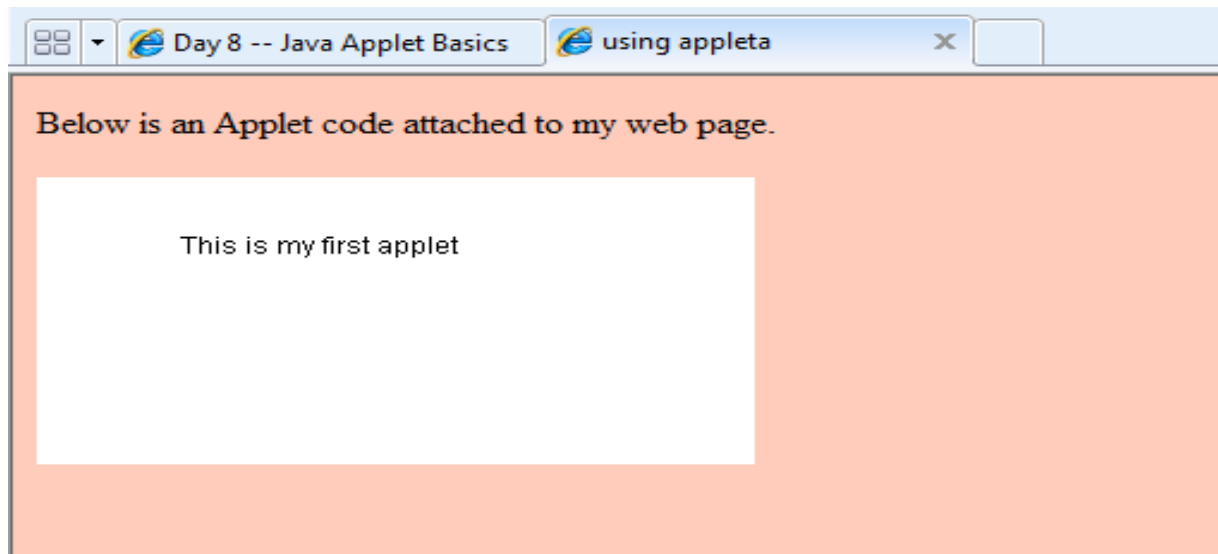 Day 8 -- Java Applet Basics
using appleta
Below is an Applet code attached to my web page.
This is my first applet